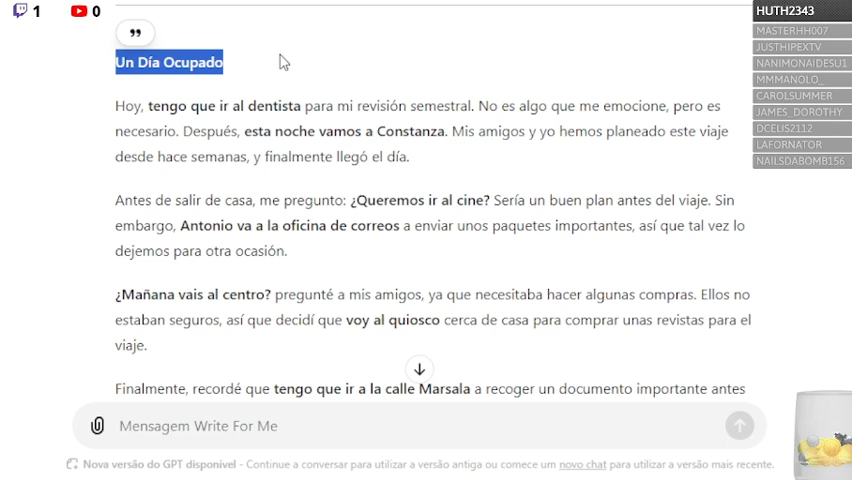 1 0
HUTH2343
MASTERHH007
JUSTHIPEXTV
NANIMONAIDESU1
MMMANOLO_
CAROLSUMMER
JAMES_DOROTHY
DCELIS2112
LAFORNATOR
NAILSDABOMB156
Un Día Ocupado
Hoy, tengo que ir al dentista para mi revisión semestral. No es algo que me emocione, pero es
necesario. Después, esta noche vamos a Constanza. Mis amigos y yo hemos planeado este viaje
desde hace semanas, y finalmente llegó el día.
Antes de salir de casa, me pregunto: ¿Queremos ir al cine? Sería un buen plan antes del viaje. Sin
embargo, Antonio va a la oficina de correos a enviar unos paquetes importantes, así que tal vez lo
dejemos para otra ocasión.
¿Mañana vais al centro? pregunté a mis amigos, ya que necesitaba hacer algunas compras. Ellos no
estaban seguros, así que decidí que voy al quiosco cerca de casa para comprar unas revistas para el
viaje.
Finalmente, recordé que tengo que ir a la calle Marsala a recoger un documento importante antes
Mensagem Write For Me
Nova versão do GPT disponível - Continue a conversar para utilizar a versão antiga ou comece um novo chat para utilizar a versão mais recente.